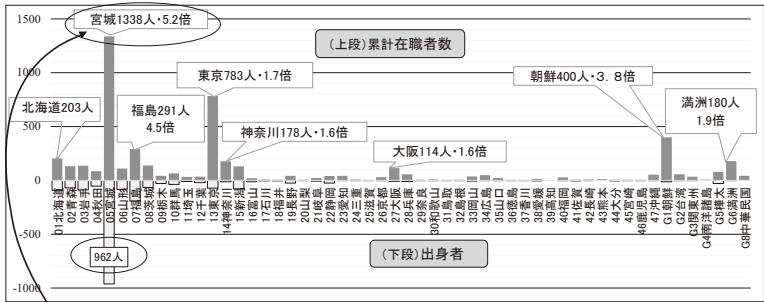 宮城1338人・5.2倍
(上段)累計在職者数
東京783人・1.7倍
朝鮮400人・3.8倍
北海道203人
福島291人
4.5倍
神奈川178人・1.6倍
大阪114人・1.6倍
満洲180人
1.9倍
1500
1000
500
0
-500
-1000
01北海道
02青森
03岩手
04秋田
05宮城
06山形
07福島
08茨城
09栃木
10群馬
11埼玉
12千葉
13東京
14神奈川
15新潟
16富山
17石川
18福井
19長野
20山梨
21岐阜
22静岡
23愛知
24三重
25滋賀
26京都
27大阪
28兵庫
29奈良
30和歌山
31鳥取
32島根
33岡山
34広島
35山口
36徳島
37香川
38愛媛
39高知
40福岡
41佐賀
42長崎
43熊本
44大分
45宮崎
46鹿児島
47沖縄
G1朝鮮
G2台湾
G3関東州
G4南洋諸島
G5樺太
G6満洲
G8中華民国
962人
(下段)出身者